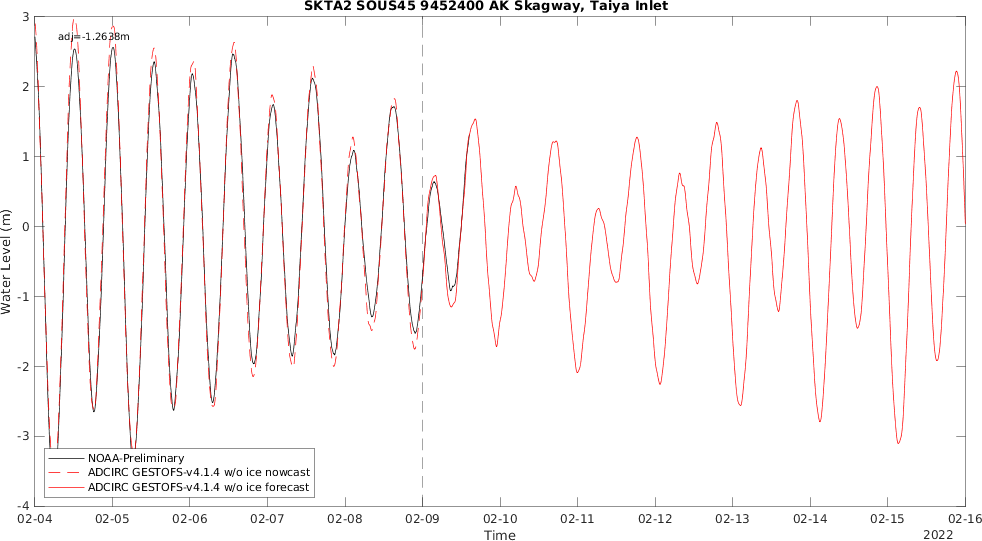 SKTA2 SOUS45 9452400 AK Skagway, Taiya Inlet
adj=-1.2638m
3
2
1
0
-1
-2
-3
-4
Water Level (m)
NOAA-Preliminary
ADCIRC GESTOFS-v4.1.4 w/o ice nowcast
ADCIRC GESTOFS-v4.1.4 w/o ice forecast
02-04 02-05 02-06 02-07 02-08 02-09 02-10 02-11 02-12 02-13 02-14 02-15 02-16
Time
2022